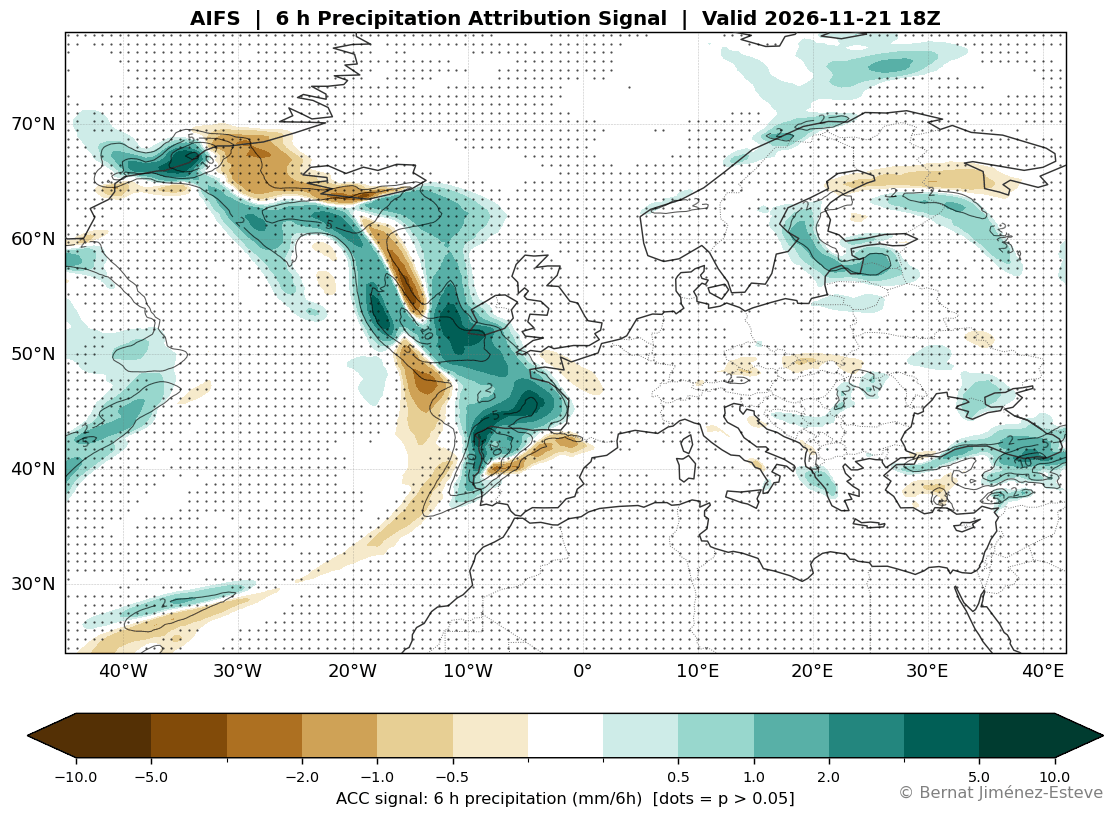 AIFS | 6 h Precipitation Attribution Signal | Valid 2026-11-21 18Z
70°N
60°N
50°N
40°N
30°N
40°W
30°W
20°W
10°W
0°
10°E
20°E
30°E
40°E
−10.0
−5.0
−2.0
−1.0
−0.5
0.5
1.0
2.0
5.0
10.0
ACC signal: 6 h precipitation (mm/6h) [dots = p > 0.05]
© Bernat Jiménez-Esteve